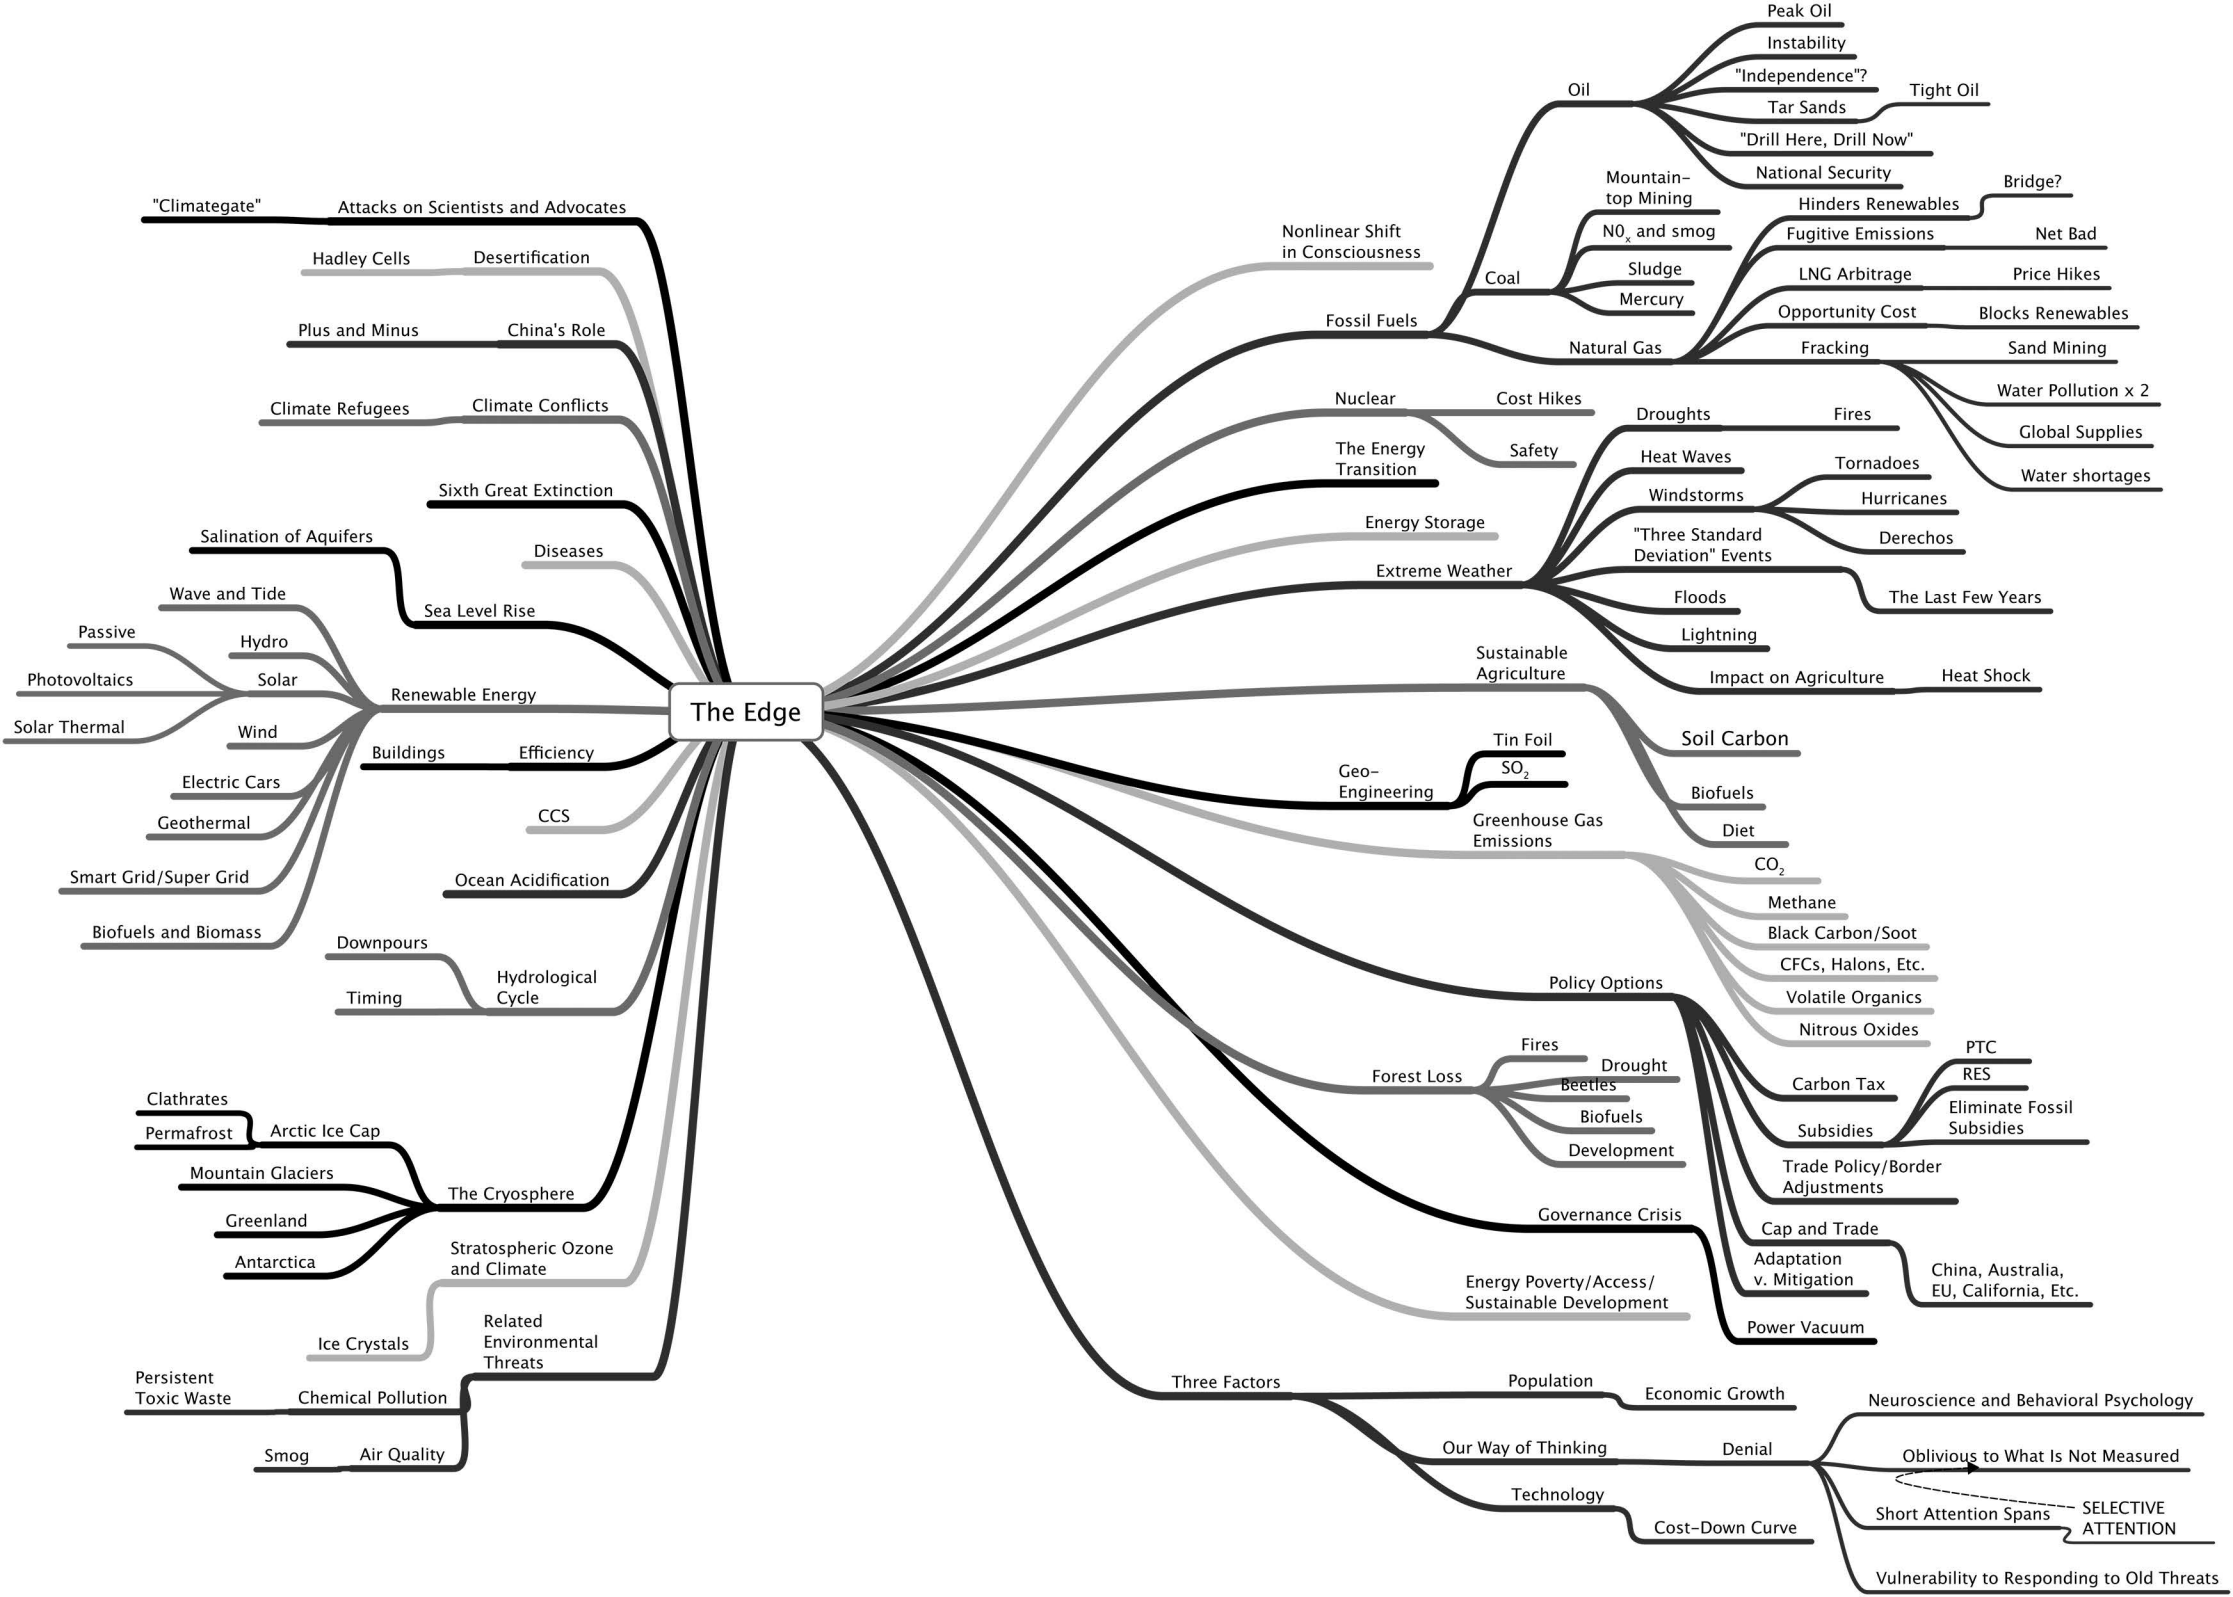 The Edge
"Climategate"
Attacks on Scientists and Advocates
Hadley Cells
Desertification
Plus and Minus
China's Role
Climate Refugees
Climate Conflicts
Sixth Great Extinction
Diseases
Salination of Aquifers
Sea Level Rise
Wave and Tide
Hydro
Passive
Photovoltaics
Solar Thermal
Solar
Renewable Energy
Wind
Electric Cars
Geothermal
Smart Grid/Super Grid
Biofuels and Biomass
Buildings
Efficiency
CCS
Ocean Acidification
Downpours
Timing
Hydrological
Cycle
Clathrates
Permafrost
Arctic Ice Cap
Mountain Glaciers
Greenland
Antarctica
The Cryosphere
Stratospheric Ozone
and Climate
Ice Crystals
Related
Environmental
Threats
Persistent
Toxic Waste
Chemical Pollution
Smog
Air Quality
Nonlinear Shift
in Consciousness
Fossil Fuels
Oil
Peak Oil
Instability
"Independence"?
Tar Sands
Tight Oil
"Drill Here, Drill Now"
National Security
Coal
Mountain-
top Mining
N0x and smog
Sludge
Mercury
Natural Gas
Hinders Renewables
Bridge?
Fugitive Emissions
Net Bad
LNG Arbitrage
Price Hikes
Opportunity Cost
Blocks Renewables
Fracking
Sand Mining
Water Pollution x 2
Global Supplies
Water shortages
Nuclear
Cost Hikes
Safety
The Energy
Transition
Energy Storage
Extreme Weather
Droughts
Fires
Heat Waves
Windstorms
Tornadoes
Hurricanes
Derechos
"Three Standard
Deviation" Events
The Last Few Years
Floods
Lightning
Impact on Agriculture
Heat Shock
Sustainable
Agriculture
Soil Carbon
Biofuels
Diet
Geo-
Engineering
Tin Foil
SO2
Greenhouse Gas
Emissions
CO2
Methane
Black Carbon/Soot
CFCs, Halons, Etc.
Volatile Organics
Nitrous Oxides
Policy Options
Carbon Tax
Subsidies
PTC
RES
Eliminate Fossil
Subsidies
Trade Policy/Border
Adjustments
Cap and Trade
China, Australia,
EU, California, Etc.
Adaptation
v. Mitigation
Forest Loss
Fires
Drought
Beetles
Biofuels
Development
Governance Crisis
Power Vacuum
Energy Poverty/Access/
Sustainable Development
Three Factors
Population
Economic Growth
Our Way of Thinking
Denial
Neuroscience and Behavioral Psychology
Oblivious to What Is Not Measured
Short Attention Spans
SELECTIVE
ATTENTION
Vulnerability to Responding to Old Threats
Technology
Cost-Down Curve